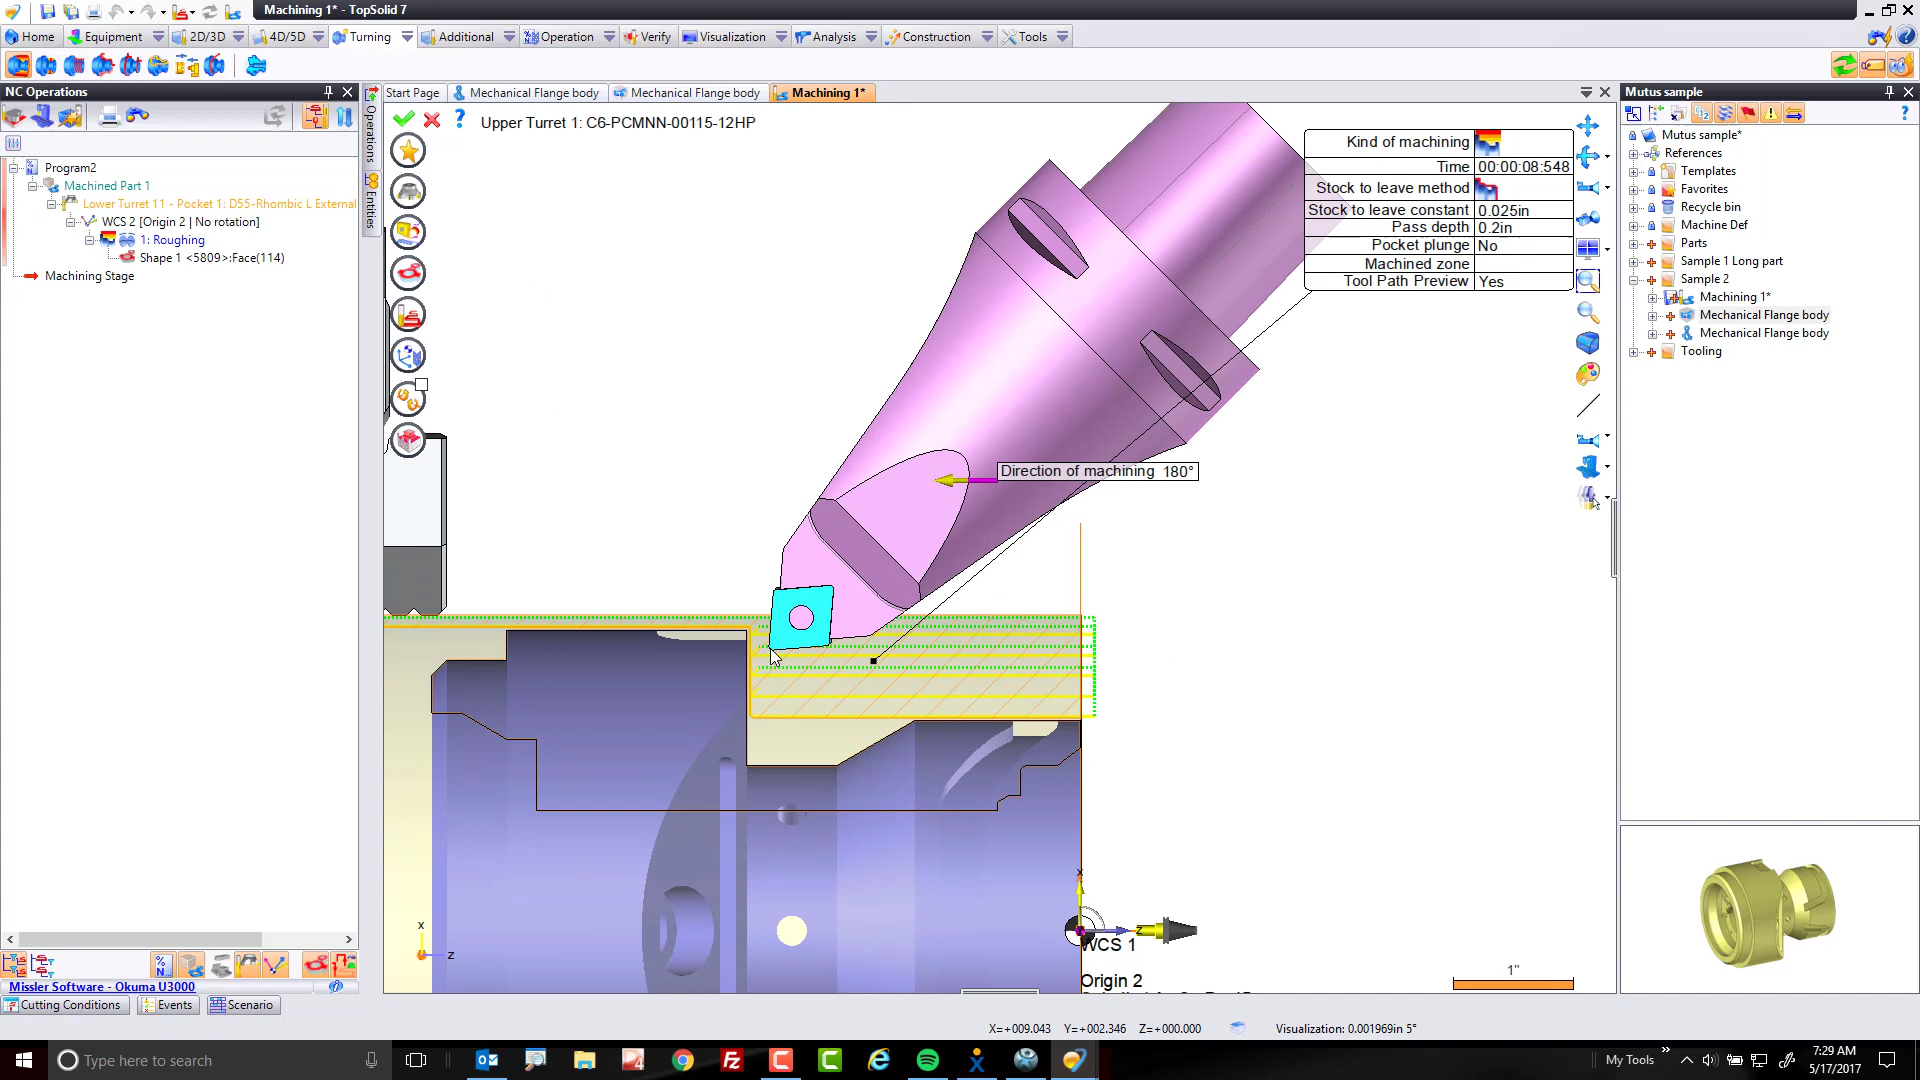 Machining 1* - TopSolid 7
Home
Equipment
2D/3D
4D/5D
Turning
Additional
Operation
Verify
Visualization
Analysis
Construction
Tools
NC Operations
Program2
Machined Part 1
Lower Turret 11 - Pocket 1: D55-Rhombic L External
WCS 2 [Origin 2 | No rotation]
1: Roughing
Shape 1 <5809>:Face(114)
Machining Stage
Operations
Entities
Start Page
Mechanical Flange body
Mechanical Flange body
Machining 1*
Upper Turret 1: C6-PCMNN-00115-12HP
Kind of machining
Time 00:00:08:548
Stock to leave method
Stock to leave constant 0.025in
Pass depth 0.2in
Pocket plunge No
Machined zone
Tool Path Preview Yes
Direction of machining 180°
X
Z
X
Z
WCS 1
Origin 2
1"
Mutus sample
Mutus sample*
References
Templates
Favorites
Recycle bin
Machine Def
Parts
Sample 1 Long part
Sample 2
Machining 1*
Mechanical Flange body
Mechanical Flange body
Tooling
Missler Software - Okuma U3000
Cutting Conditions
Events
Scenario
X=+009.043 Y=+002.346 Z=+000.000
Visualization: 0.001969in 5°
Type here to search
My Tools
7:29 AM
5/17/2017